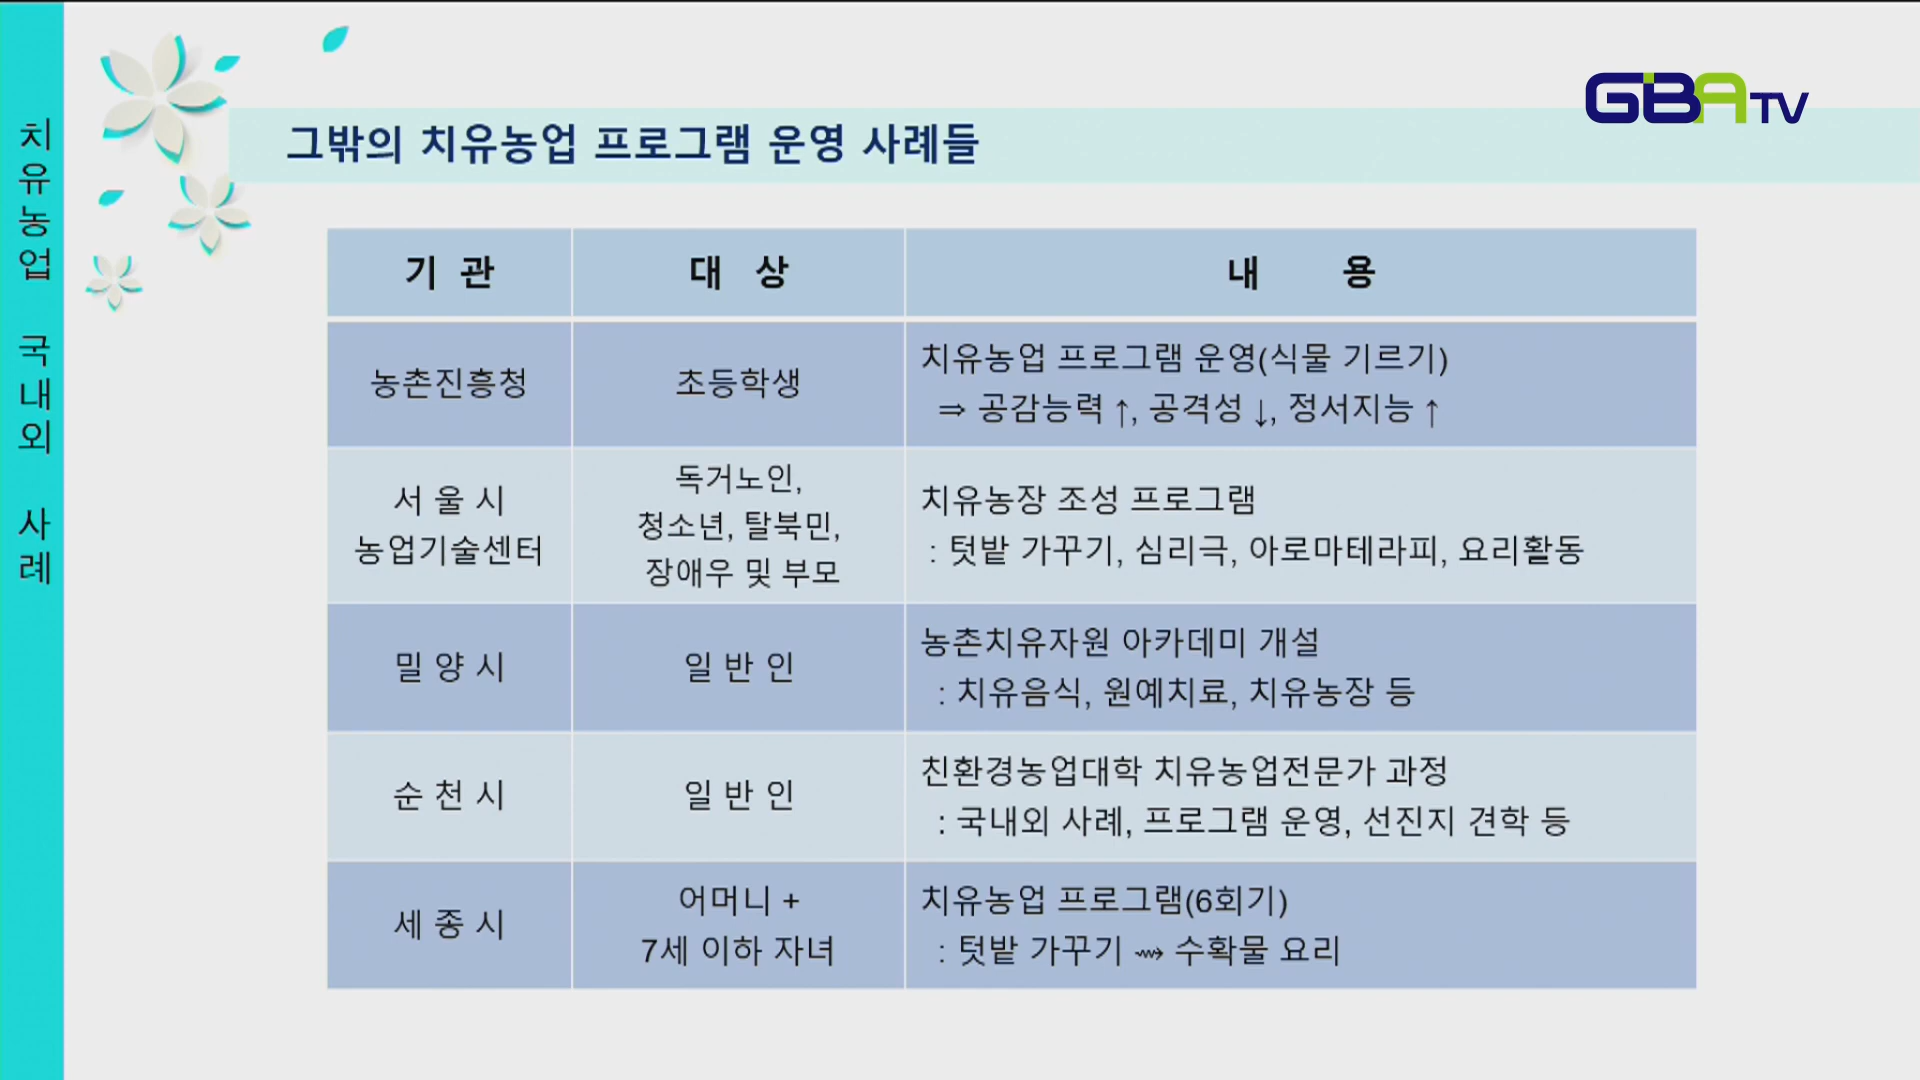 치유농업 국내외 사례
GBA TV
그밖의 치유농업 프로그램 운영 사례들
기 관
대 상
내 용
농촌진흥청
초등학생
치유농업 프로그램 운영(식물 기르기)
⇒ 공감능력 ↑, 공격성 ↓, 정서지능 ↑
서 울 시
농업기술센터
독거노인,
청소년, 탈북민,
장애우 및 부모
치유농장 조성 프로그램
: 텃밭 가꾸기, 심리극, 아로마테라피, 요리활동
밀 양 시
일 반 인
농촌치유자원 아카데미 개설
: 치유음식, 원예치료, 치유농장 등
순 천 시
일 반 인
친환경농업대학 치유농업전문가 과정
: 국내외 사례, 프로그램 운영, 선진지 견학 등
세 종 시
어머니 +
7세 이하 자녀
치유농업 프로그램(6회기)
: 텃밭 가꾸기 ⇝ 수확물 요리